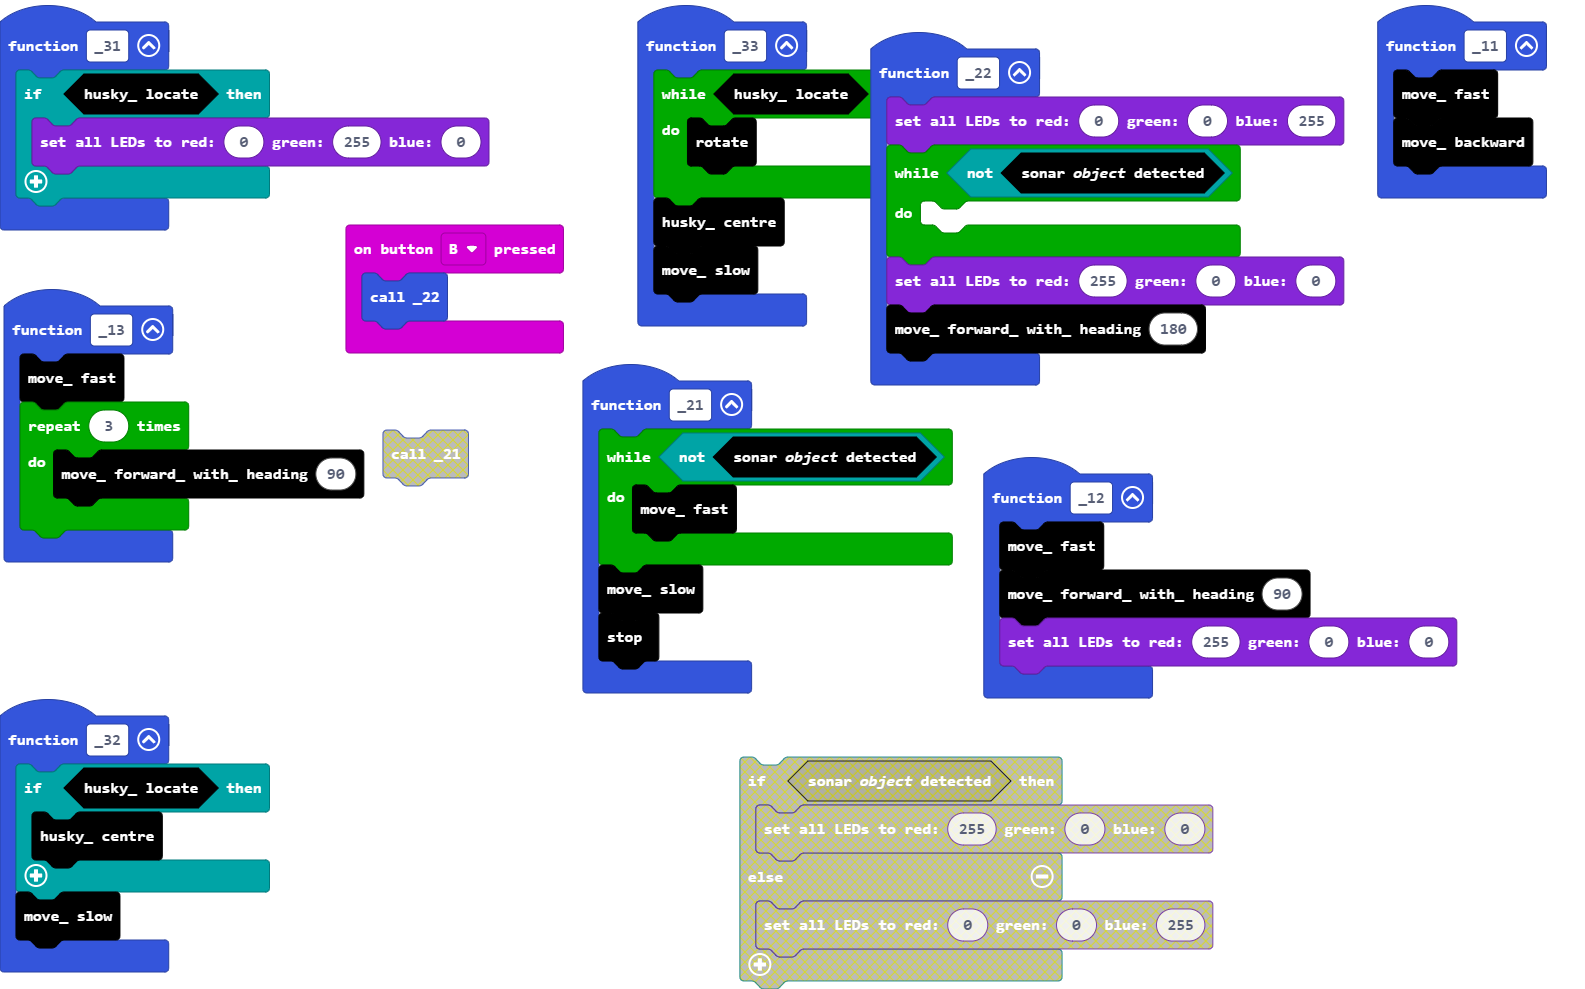 function _31
if husky_ locate then
set all LEDs to red: 0 green: 255 blue: 0
function _33
while husky_ locate
do
rotate
husky_ centre
move_ slow
function _22
set all LEDs to red: 0 green: 0 blue: 255
while not sonar object detected
do
set all LEDs to red: 255 green: 0 blue: 0
move_ forward_ with_ heading 180
function _11
move_ fast
move_ backward
on button B pressed
call _22
function _13
move_ fast
repeat 3 times
do move_ forward_ with_ heading 90
call _21
function _21
while not sonar object detected
do
move_ fast
move_ slow
stop
function _12
move_ fast
move_ forward_ with_ heading 90
set all LEDs to red: 255 green: 0 blue: 0
function _32
if husky_ locate then
husky_ centre
move_ slow
if sonar object detected then
set all LEDs to red: 255 green: 0 blue: 0
else
set all LEDs to red: 0 green: 0 blue: 255